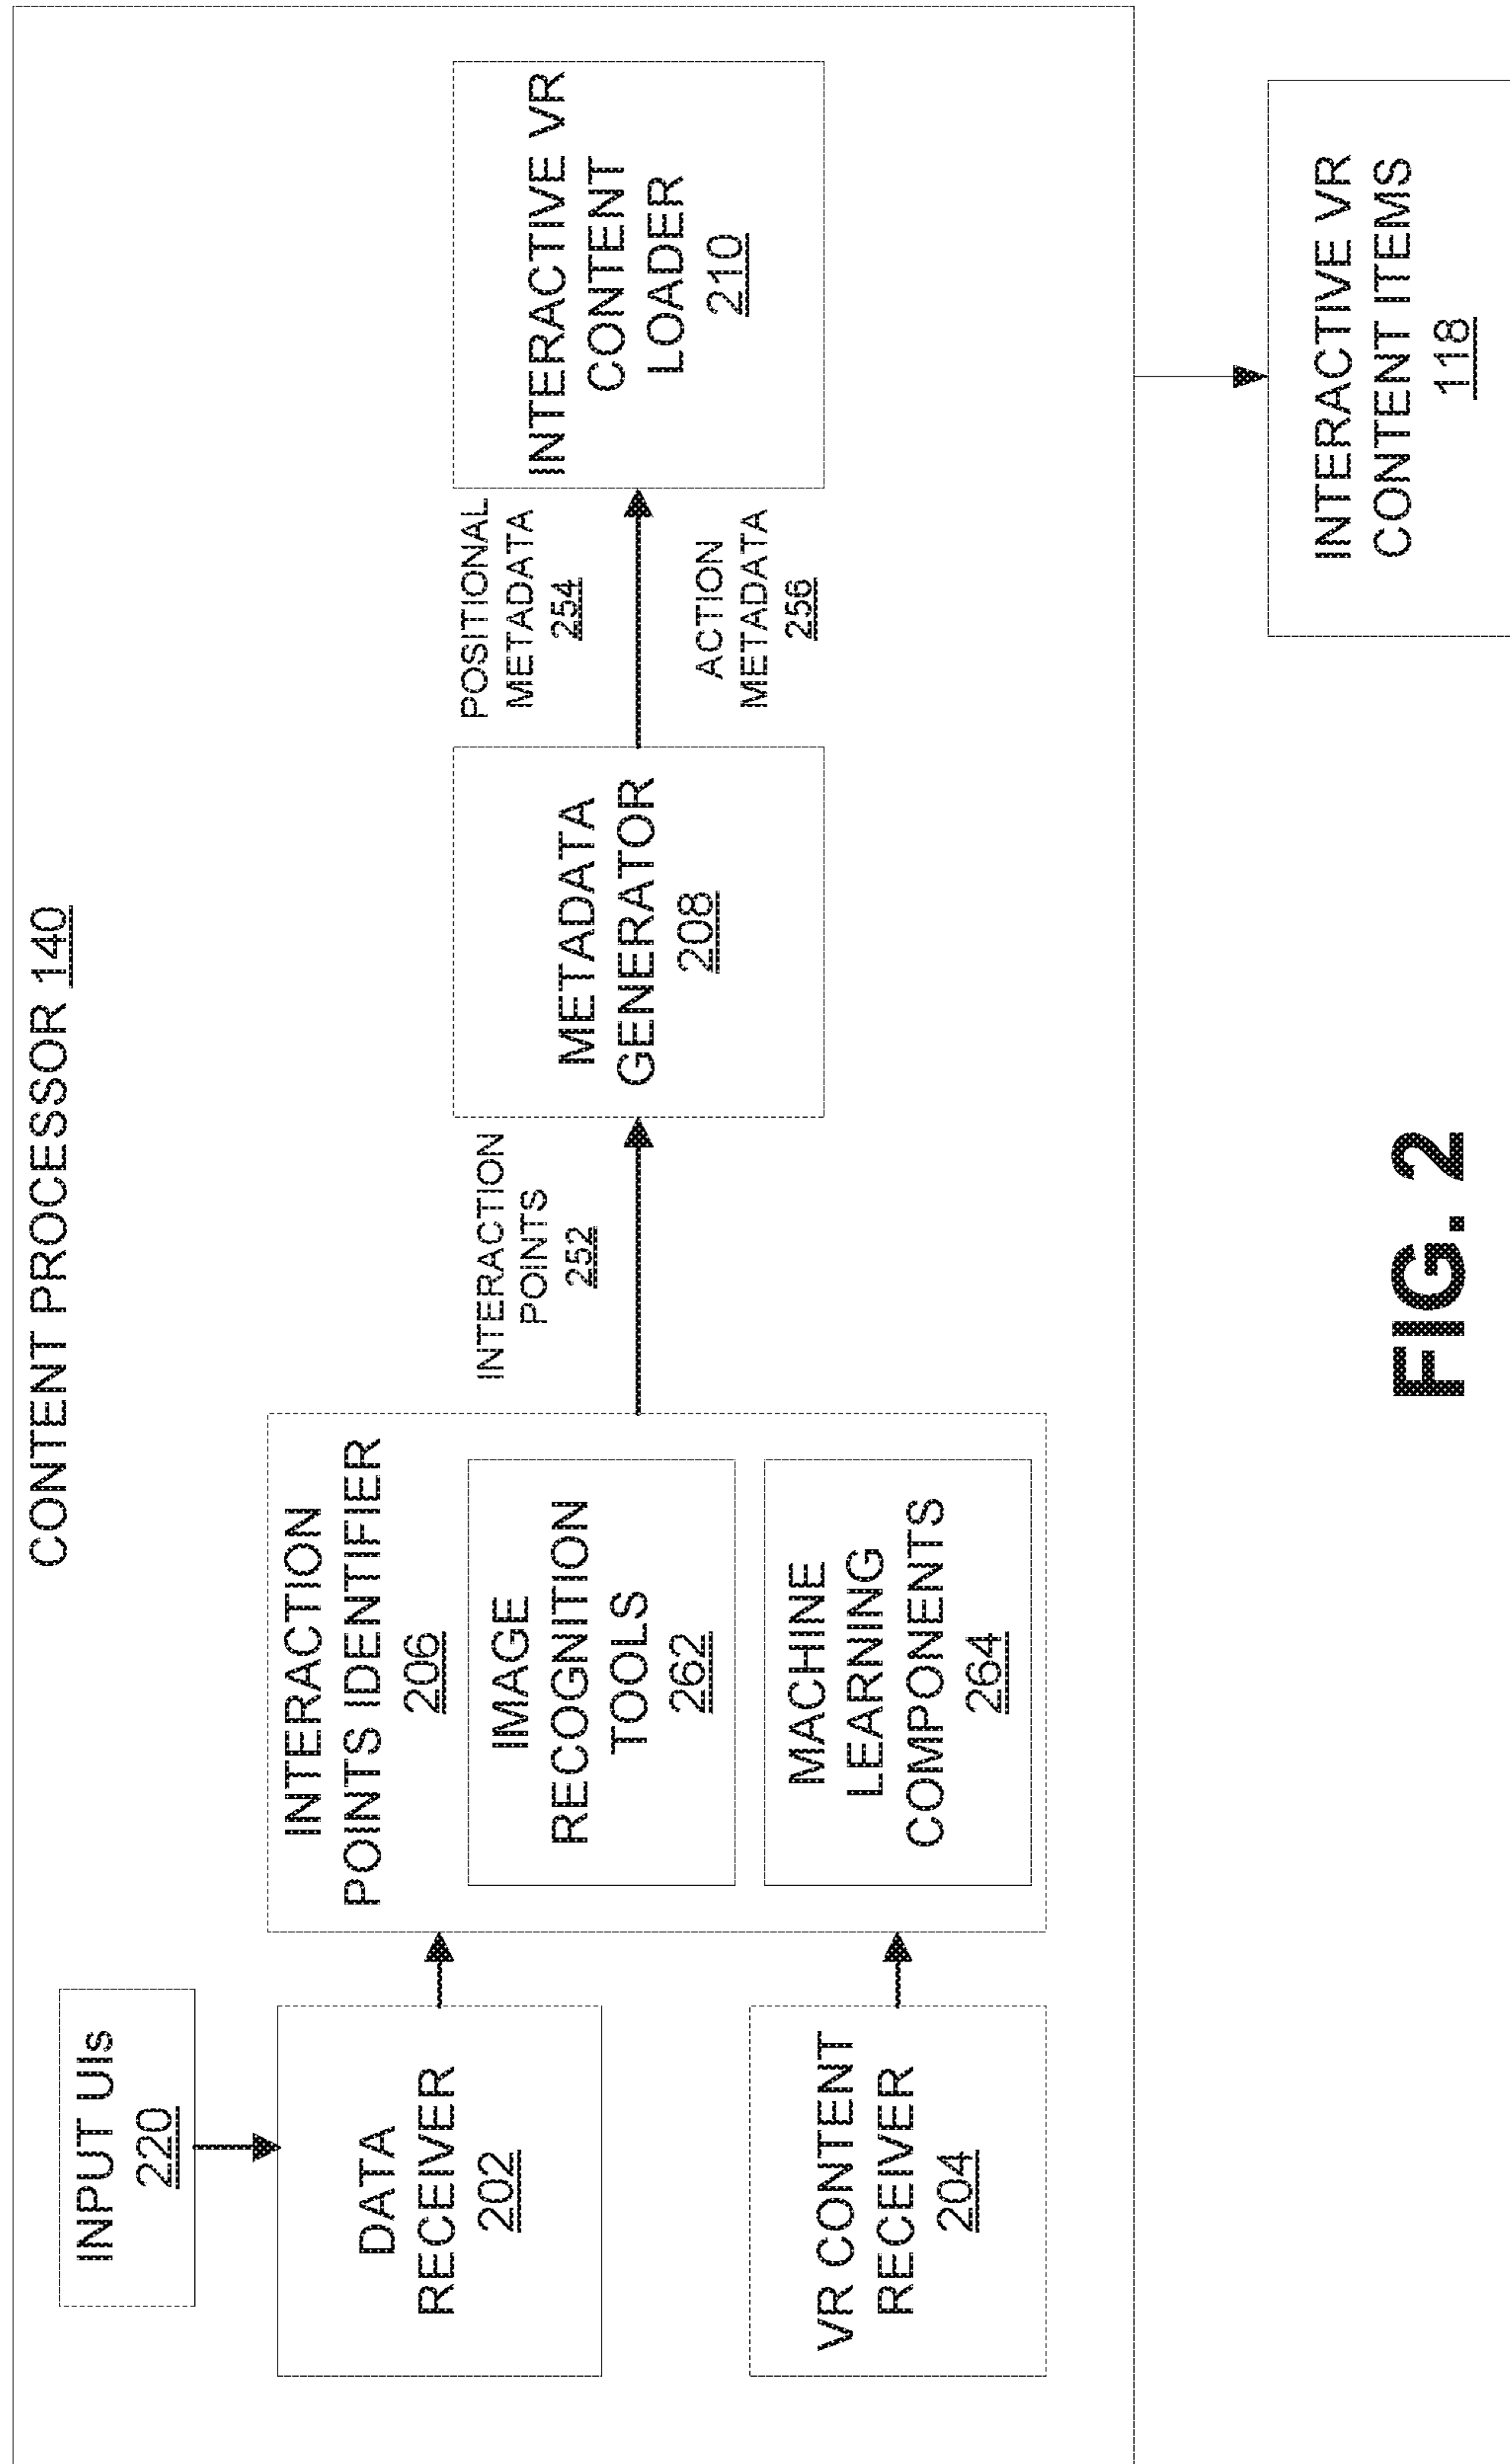 CONTENT PROCESSOR 140
INPUT UIs
220
DATA
RECEIVER
202
VR CONTENT
RECEIVER
204
INTERACTION
POINTS IDENTIFIER
206
IMAGE
RECOGNITION
TOOLS
262
MACHINE
LEARNING
COMPONENTS
264
INTERACTION
POINTS
252
METADATA
GENERATOR
208
POSITIONAL
METADATA
254
ACTION
METADATA
256
INTERACTIVE VR
CONTENT
LOADER
210
INTERACTIVE VR
CONTENT ITEMS
118
FIG. 2